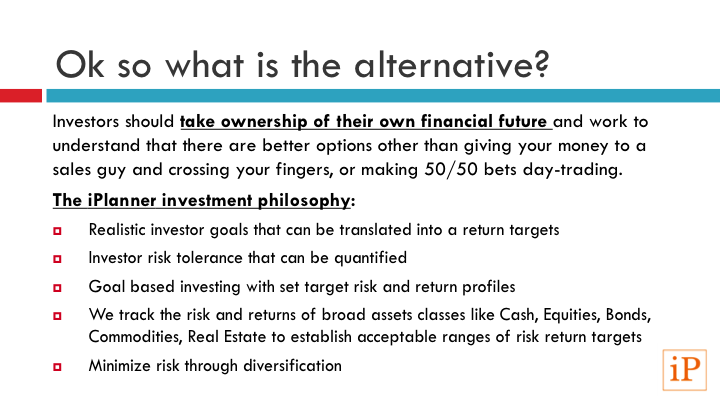 Ok so what is the alternative?
Investors should take ownership of their own financial future and work to
understand that there are better options other than giving your money to a
sales guy and crossing your fingers, or making 50/50 bets day-trading.
The iPlanner investment philosophy:
Realistic investor goals that can be translated into a return targets
Investor risk tolerance that can be quantified
Goal based investing with set target risk and return profiles
We track the risk and returns of broad assets classes like Cash, Equities, Bonds,
Commodities, Real Estate to establish acceptable ranges of risk return targets
Minimize risk through diversification
iP